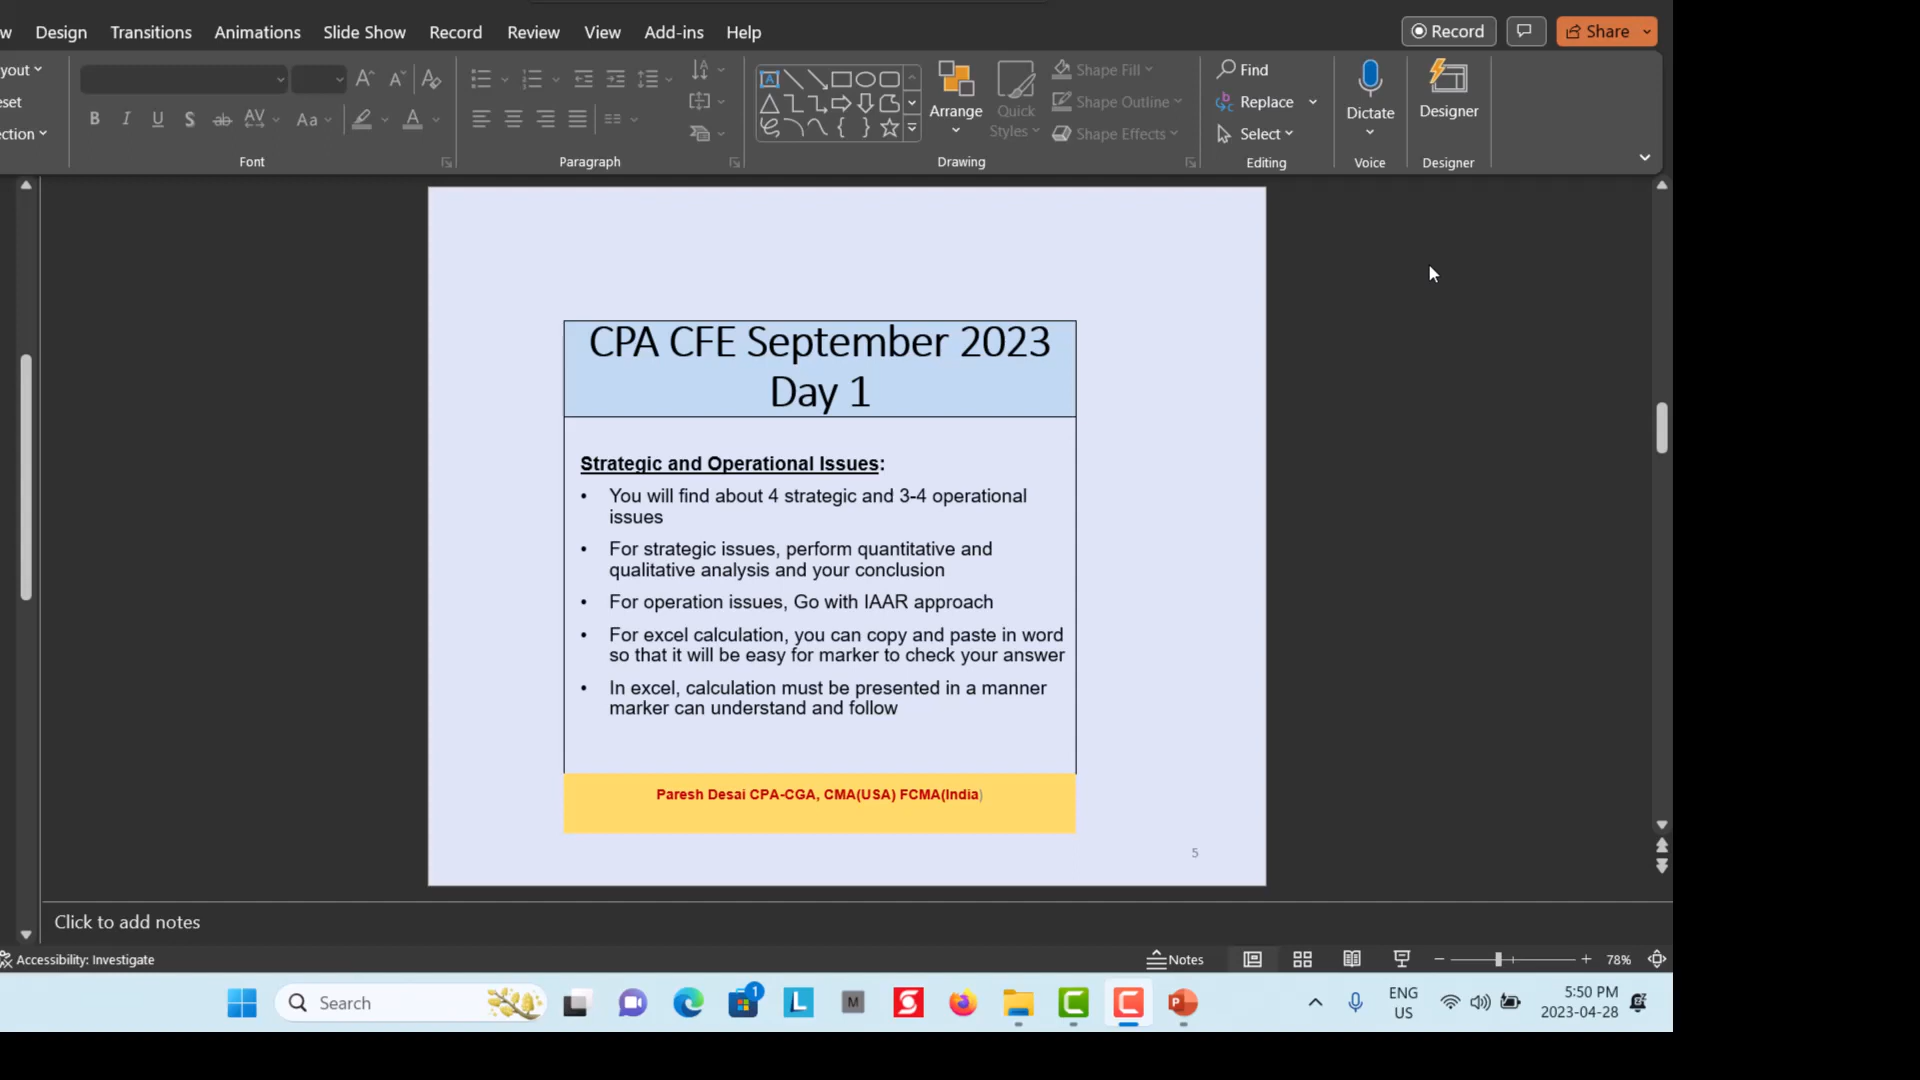 w Design Transitions Animations Slide Show Record Review View Add-ins Help Record Share
yout
Find
Shape Fill
eset
Arrange
Quick
Styles
Shape Outline
Replace
Dictate
Designer
ection
Shape Effects
Select
Font Paragraph Drawing Editing Voice Designer
CPA CFE September 2023
Day 1
Strategic and Operational Issues:
• You will find about 4 strategic and 3-4 operational
issues
• For strategic issues, perform quantitative and
qualitative analysis and your conclusion
• For operation issues, Go with IAAR approach
• For excel calculation, you can copy and paste in word
so that it will be easy for marker to check your answer
• In excel, calculation must be presented in a manner
marker can understand and follow
Paresh Desai CPA-CGA, CMA(USA) FCMA(India)
5
Click to add notes
Accessibility: Investigate
Notes
78%
Search
ENG
US
5:50 PM
2023-04-28